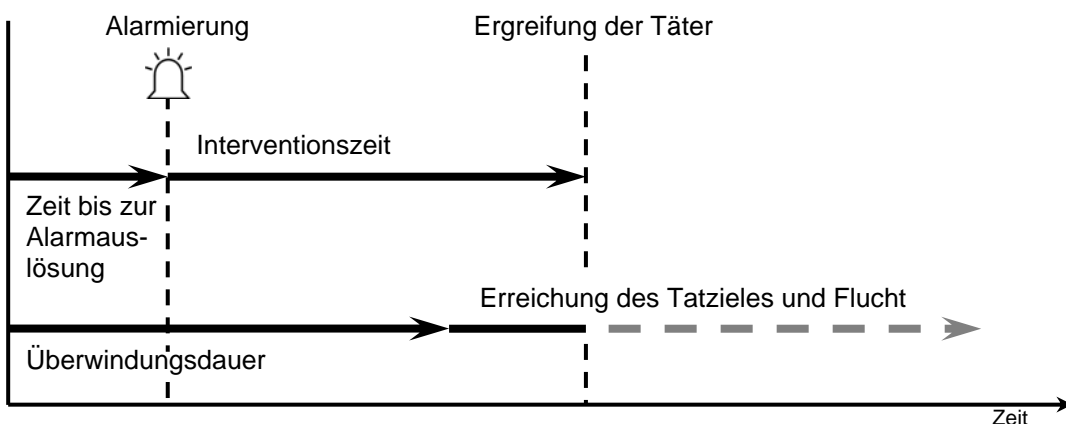 Alarmierung
Ergreifung der Täter
Interventionszeit
Zeit bis zur
Alarmaus-
lösung
Erreichung des Tatzieles und Flucht
Überwindungsdauer
Zeit